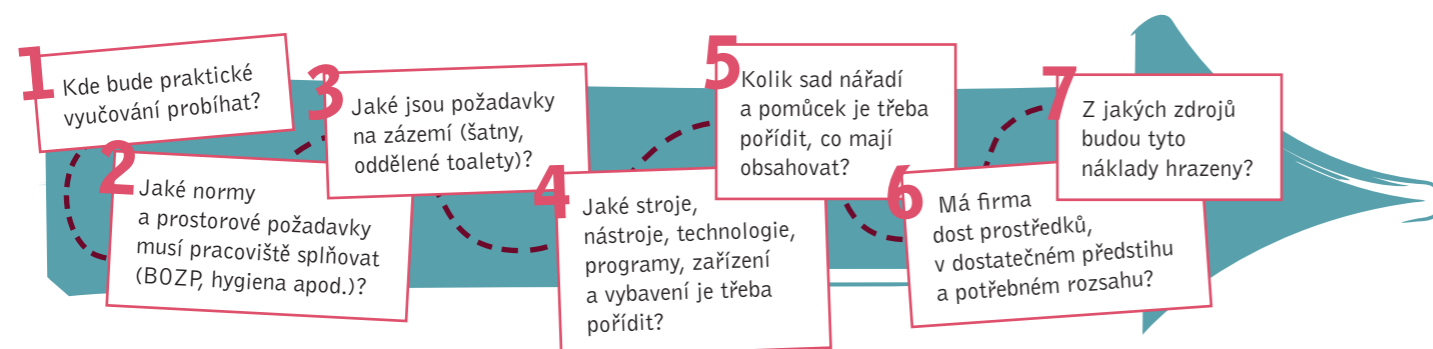 1
Kde bude praktické
vyučování probíhat?
2
Jaké normy
a prostorové požadavky
musí pracoviště splňovat
(BOZP, hygiena apod.)?
3
Jaké jsou požadavky
na zázemí (šatny,
oddělené toalety)?
4
Jaké stroje,
nástroje, technologie,
programy, zařízení
a vybavení je třeba
pořídit?
5
Kolik sad nářadí
a pomůcek je třeba
pořídit, co mají
obsahovat?
6
Má firma
dost prostředků,
v dostatečném předstihu
a potřebném rozsahu?
7
Z jakých zdrojů
budou tyto
náklady hrazeny?